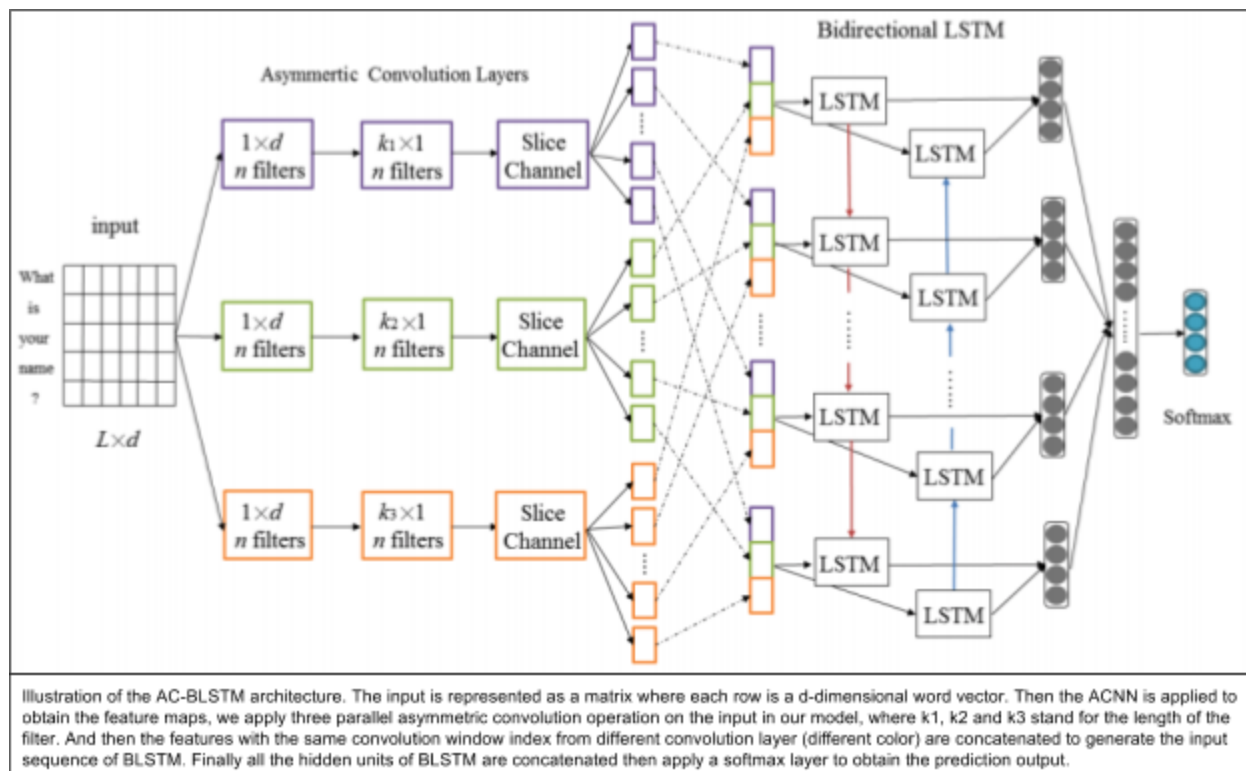 Bidirectional LSTM
Asymmertic Convolution Layers
1×d
n filters
k₁×1
n filters
Slice
Channel
LSTM
LSTM
input
What
is
your
name
?
L×d
1×d
n filters
k₂×1
n filters
Slice
Channel
LSTM
LSTM
1×d
n filters
k₃×1
n filters
Slice
Channel
LSTM
LSTM
LSTM
LSTM
Softmax
Illustration of the AC-BLSTM architecture. The input is represented as a matrix where each row is a d-dimensional word vector. Then the ACNN is applied to
obtain the feature maps, we apply three parallel asymmetric convolution operation on the input in our model, where k1, k2 and k3 stand for the length of the
filter. And then the features with the same convolution window index from different convolution layer (different color) are concatenated to generate the input
sequence of BLSTM. Finally all the hidden units of BLSTM are concatenated then apply a softmax layer to obtain the prediction output.